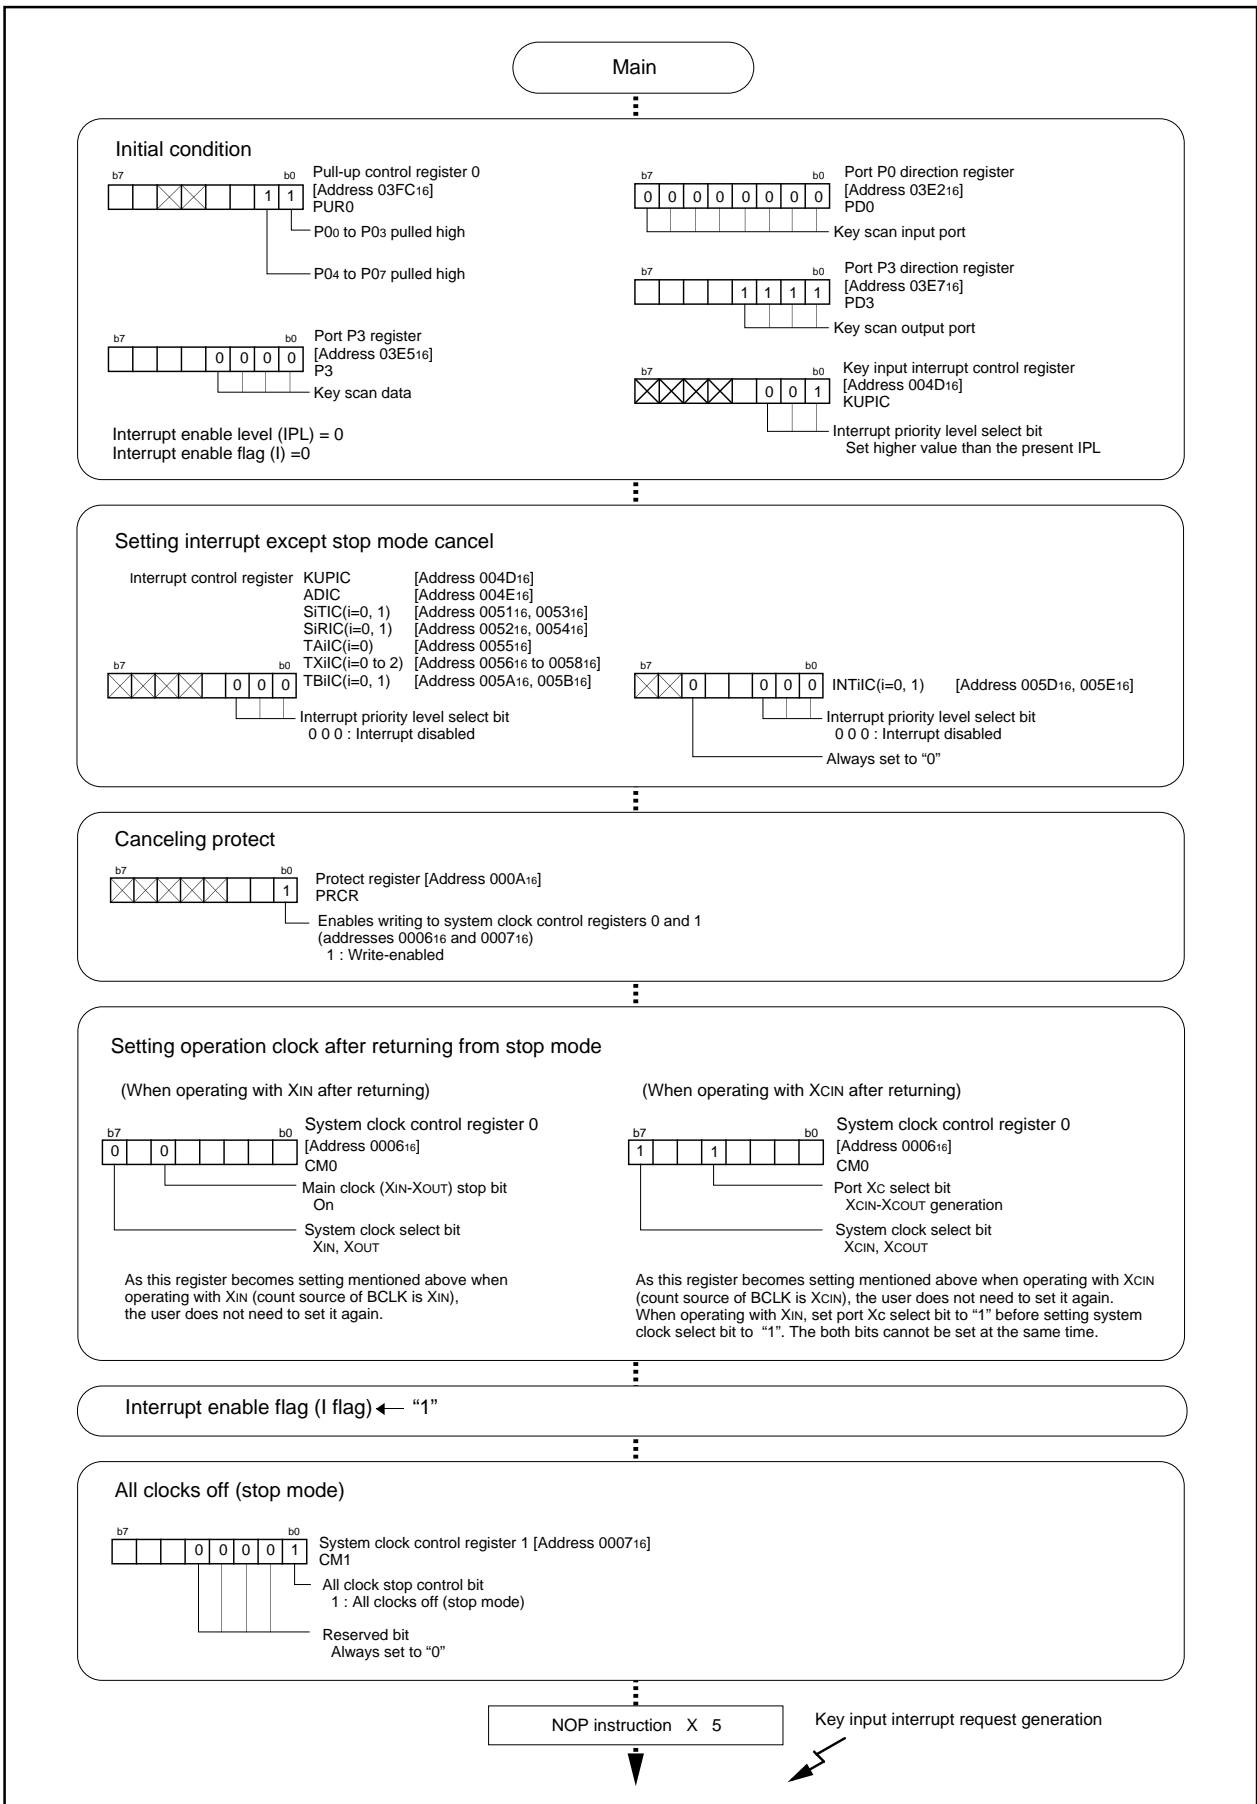 Main
Initial condition
b7 b0
1 1
Pull-up control register 0
[Address 03FC16]
PUR0
P00 to P03 pulled high
P04 to P07 pulled high
b7 b0
0 0 0 0 0 0 0 0
Port P0 direction register
[Address 03E216]
PD0
Key scan input port
b7 b0
1 1 1 1
Port P3 direction register
[Address 03E716]
PD3
Key scan output port
b7 b0
0 0 0 0
Port P3 register
[Address 03E516]
P3
Key scan data
b7 b0
0 0 1
Key input interrupt control register
[Address 004D16]
KUPIC
Interrupt priority level select bit
Set higher value than the present IPL
Interrupt enable level (IPL) = 0
Interrupt enable flag (I) =0
Setting interrupt except stop mode cancel
Interrupt control register KUPIC [Address 004D16]
ADIC [Address 004E16]
SiTIC(i=0, 1) [Address 005116, 005316]
SiRIC(i=0, 1) [Address 005216, 005416]
TAiIC(i=0) [Address 005516]
TXiIC(i=0 to 2) [Address 005616 to 005816]
TBiIC(i=0, 1) [Address 005A16, 005B16]
b7 b0
0 0 0
Interrupt priority level select bit
0 0 0 : Interrupt disabled
b7 b0
0 0 0 0
INTiIC(i=0, 1) [Address 005D16, 005E16]
Interrupt priority level select bit
0 0 0 : Interrupt disabled
Always set to “0”
Canceling protect
b7 b0
1
Protect register [Address 000A16]
PRCR
Enables writing to system clock control registers 0 and 1
(addresses 000616 and 000716)
1 : Write-enabled
Setting operation clock after returning from stop mode
(When operating with XIN after returning)
b7 b0
0 0
System clock control register 0
[Address 000616]
CM0
Main clock (XIN-XOUT) stop bit
On
System clock select bit
XIN, XOUT
As this register becomes setting mentioned above when
operating with XIN (count source of BCLK is XIN),
the user does not need to set it again.
(When operating with XCIN after returning)
b7 b0
1 1
System clock control register 0
[Address 000616]
CM0
Port XC select bit
XCIN-XCOUT generation
System clock select bit
XCIN, XCOUT
As this register becomes setting mentioned above when operating with XCIN
(count source of BCLK is XCIN), the user does not need to set it again.
When operating with XIN, set port Xc select bit to “1” before setting system
clock select bit to “1”. The both bits cannot be set at the same time.
Interrupt enable flag (I flag) ← “1”
All clocks off (stop mode)
b7 b0
0 0 0 0 1
System clock control register 1 [Address 000716]
CM1
All clock stop control bit
1 : All clocks off (stop mode)
Reserved bit
Always set to “0”
NOP instruction X 5
Key input interrupt request generation